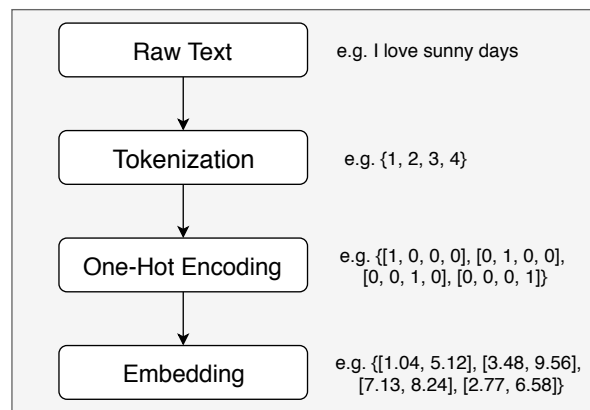 Raw Text
e.g. I love sunny days
Tokenization
e.g. {1, 2, 3, 4}
One-Hot Encoding
e.g. {[1, 0, 0, 0], [0, 1, 0, 0],
[0, 0, 1, 0], [0, 0, 0, 1]}
Embedding
e.g. {[1.04, 5.12], [3.48, 9.56],
[7.13, 8.24], [2.77, 6.58]}